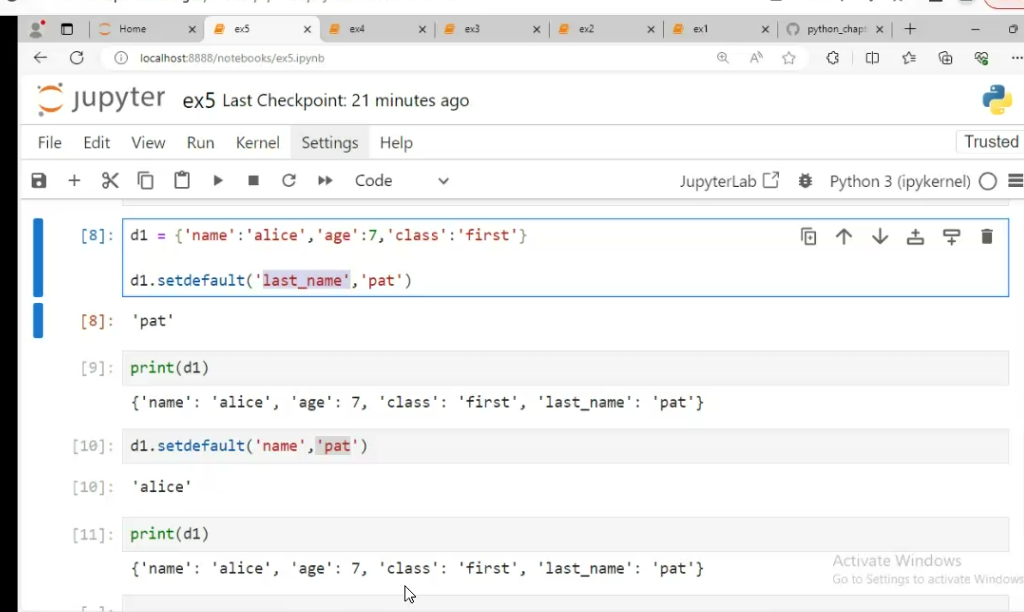 Home
ex5
ex4
ex3
ex2
ex1
python_chapt
localhost:8888/notebooks/ex5.ipynb
jupyter ex5 Last Checkpoint: 21 minutes ago
File Edit View Run Kernel Settings Help Trusted
Code JupyterLab Python 3 (ipykernel)
[8]: d1 = {'name':'alice','age':7,'class':'first'}
d1.setdefault('last_name','pat')
[8]: 'pat'
[9]: print(d1)
{'name': 'alice', 'age': 7, 'class': 'first', 'last_name': 'pat'}
[10]: d1.setdefault('name','pat')
[10]: 'alice'
[11]: print(d1)
{'name': 'alice', 'age': 7, 'class': 'first', 'last_name': 'pat'}
Activate Windows
Go to Settings to activate Windows